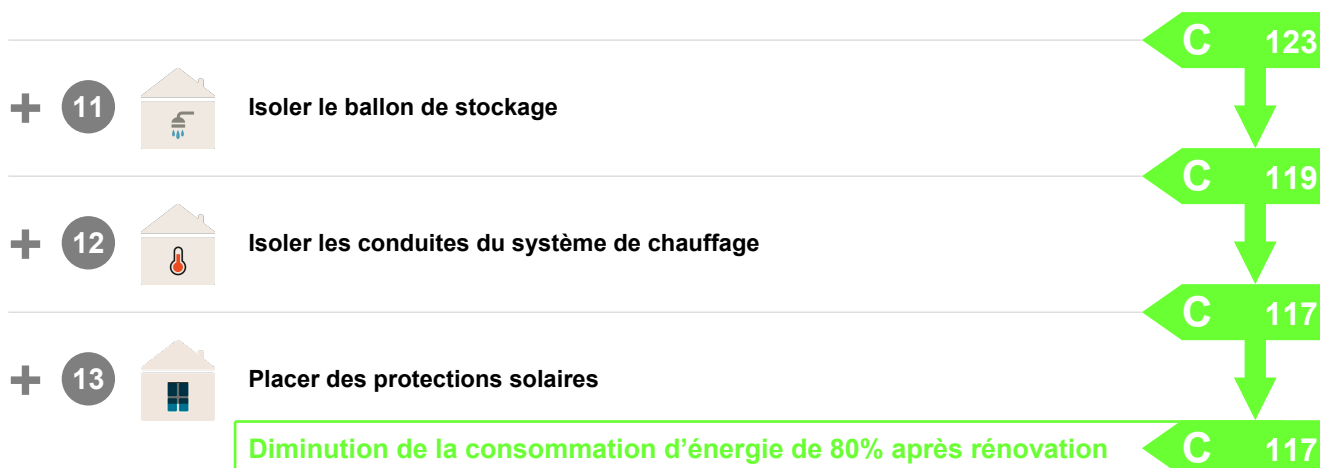 C 123
+ 11 Isoler le ballon de stockage
C 119
+ 12 Isoler les conduites du système de chauffage
C 117
+ 13 Placer des protections solaires
Diminution de la consommation d’énergie de 80% après rénovation C 117